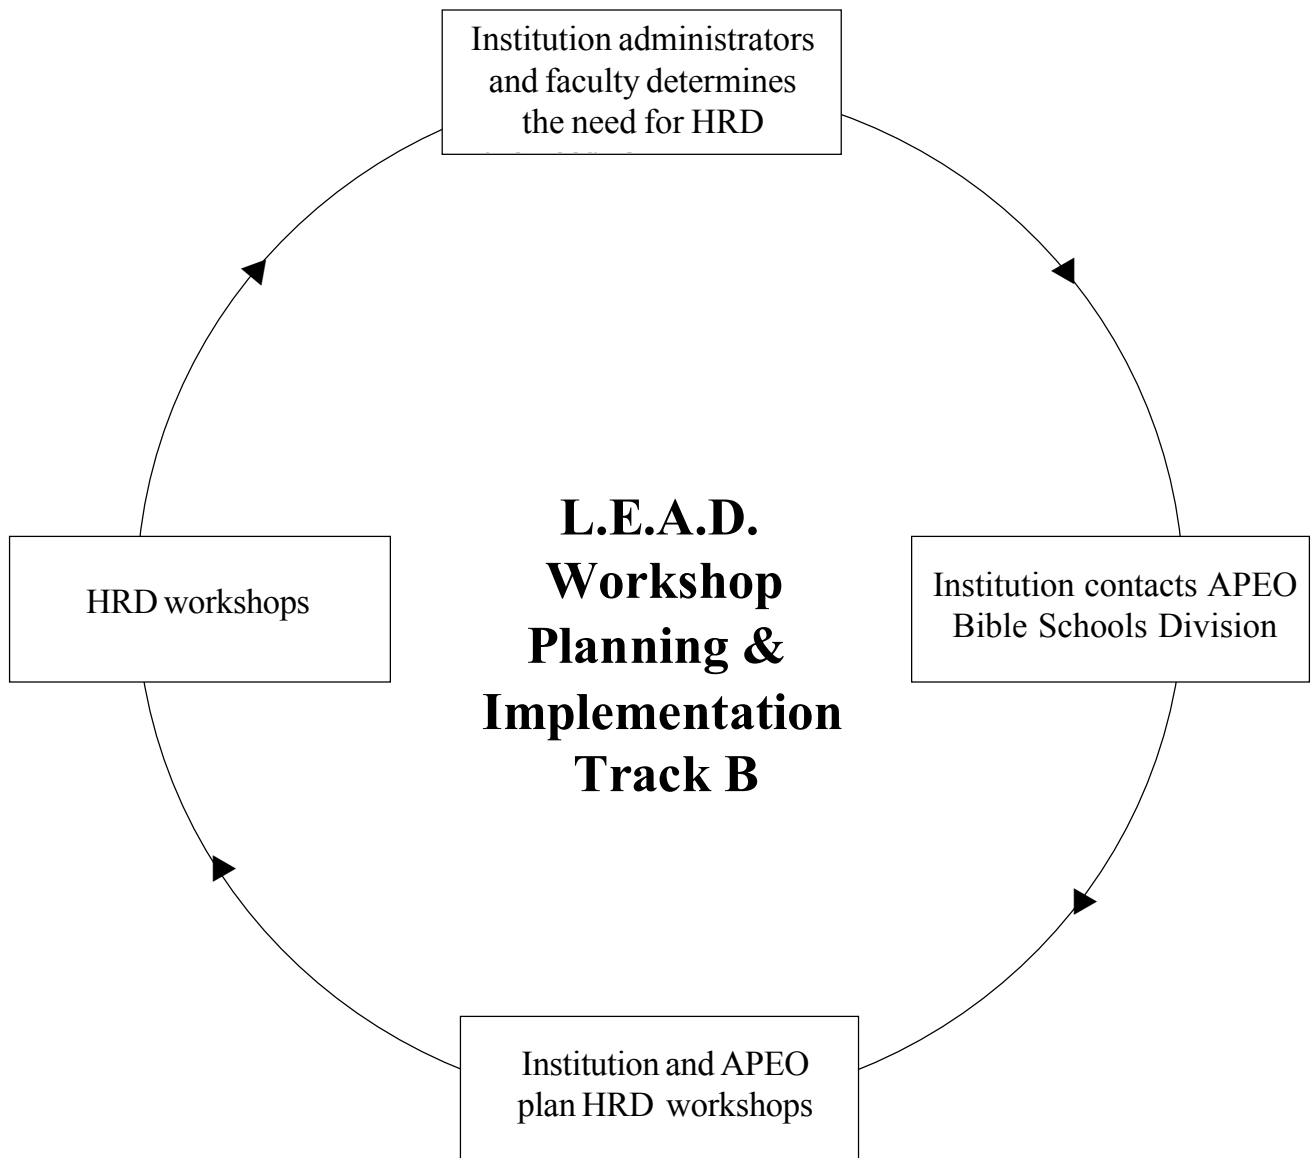 Institution administrators
and faculty determines
the need for HRD
HRD workshops
L.E.A.D.
Workshop
Planning &
Implementation
Track B
Institution contacts APEO
Bible Schools Division
Institution and APEO
plan HRD workshops